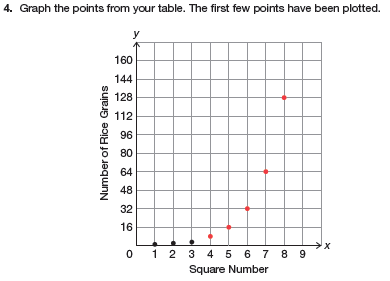 4. Graph the points from your table. The first few points have been plotted.
y
160
144
128
112
96
80
64
48
32
16
Number of Rice Grains
0 1 2 3 4 5 6 7 8 9 x
Square Number